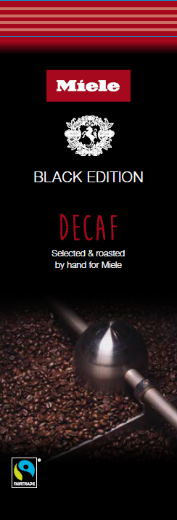 Miele
BLACK EDITION
DECAF
Selected & roasted
by hand for Miele
FAIRTRADE